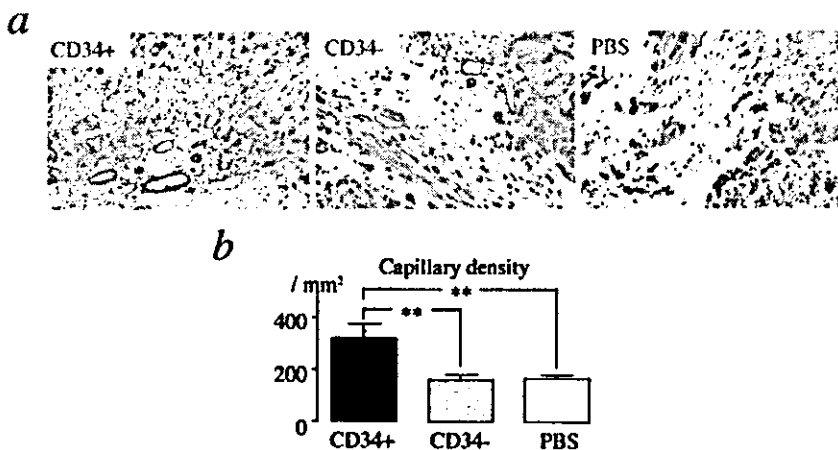 a
CD34+ CD34- PBS
b
Capillary density
/ mm²
**
**
400
200
0
CD34+ CD34- PBS